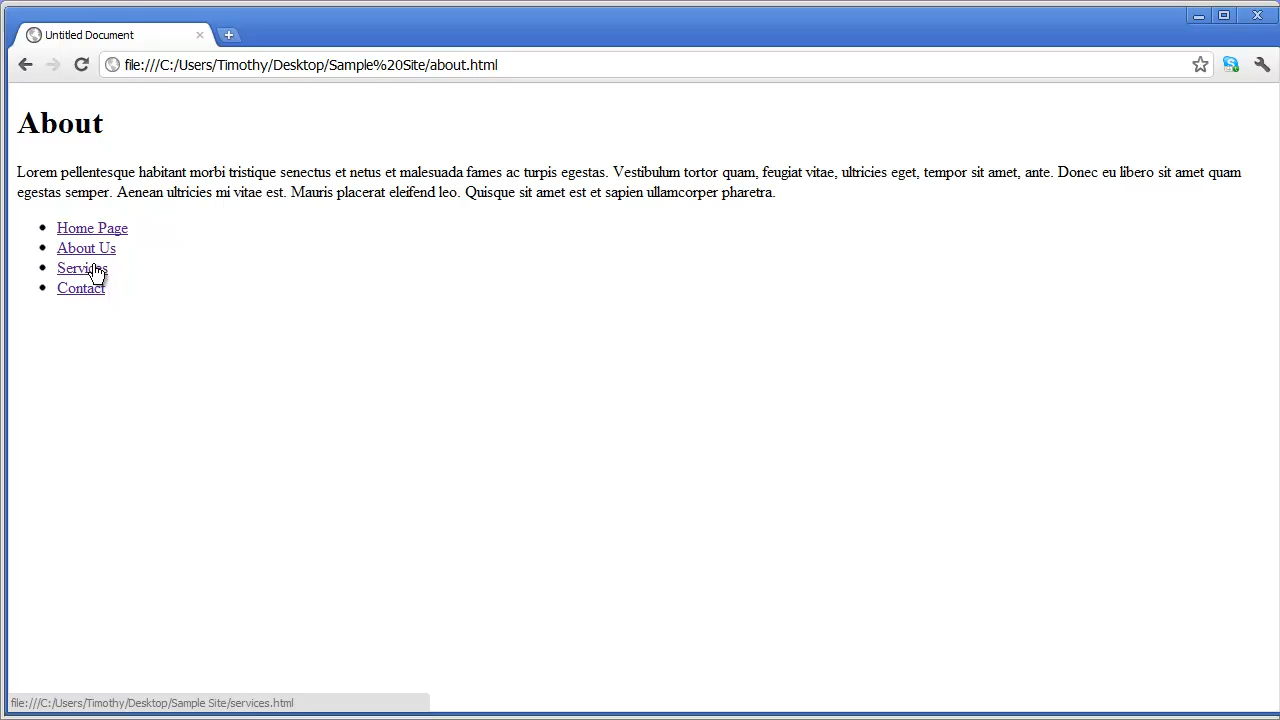 Untitled Document
file:///C:/Users/Timothy/Desktop/Sample%20Site/about.html
About
Lorem pellentesque habitant morbi tristique senectus et netus et malesuada fames ac turpis egestas. Vestibulum tortor quam, feugiat vitae, ultricies eget, tempor sit amet, ante. Donec eu libero sit amet quam
egestas semper. Aenean ultricies mi vitae est. Mauris placerat eleifend leo. Quisque sit amet est et sapien ullamcorper pharetra.
Home Page
About Us
Services
Contact
file:///C:/Users/Timothy/Desktop/Sample Site/services.html